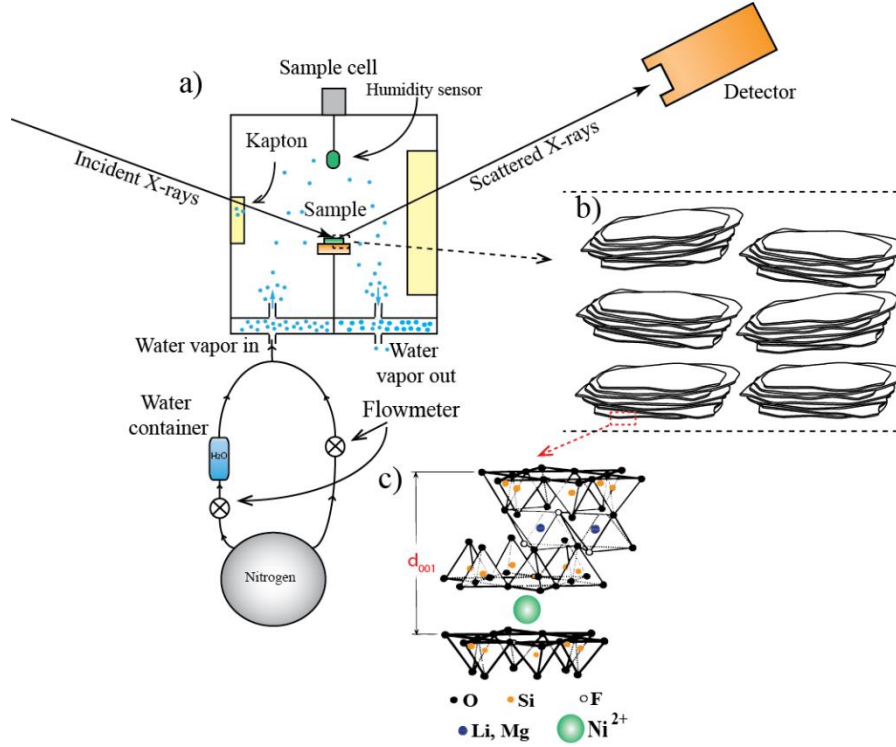 a)
Sample cell
Humidity sensor
Detector
Kapton
Incident X-rays
Scattered X-rays
Sample
b)
Water vapor in
Water
vapor out
Water
container
Flowmeter
H₂O
Nitrogen
c)
d001
O
Si
F
Li, Mg
Ni2+